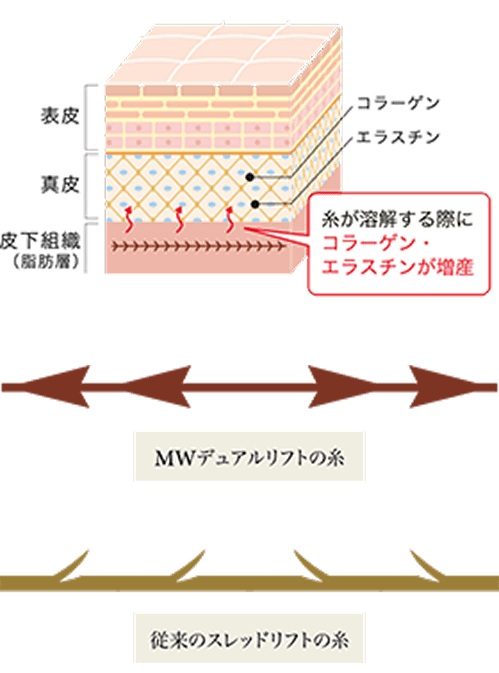 表皮
コラーゲン
エラスチン
真皮
皮下組織
（脂肪層）
糸が溶解する際に
コラーゲン・
エラスチンが増産
MWデュアルリフトの糸
従来のスレッドリフトの糸